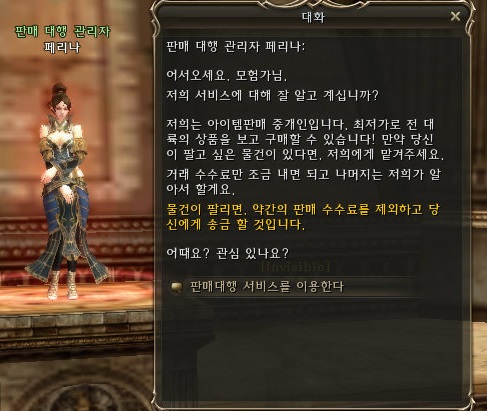 대화
판매 대행 관리자
페리나
판매 대행 관리자 페리나:
어서오세요. 모험가님.
저희 서비스에 대해 잘 알고 계십니까?
저희는 아이템판매 중개인입니다. 최저가로 전 대
륙의 상품을 보고 구매할 수 있습니다! 만약 당신
이 팔고 싶은 물건이 있다면. 저희에게 맡겨주세요.
거래 수수료만 조금 내면 되고 나머지는 저희가 알
아서 할게요.
물건이 팔리면. 약간의 판매 수수료를 제외하고 당
신에게 송금 할 것입니다.
어때요? 관심 있나요?
[Invisible]
판매대행 서비스를 이용한다